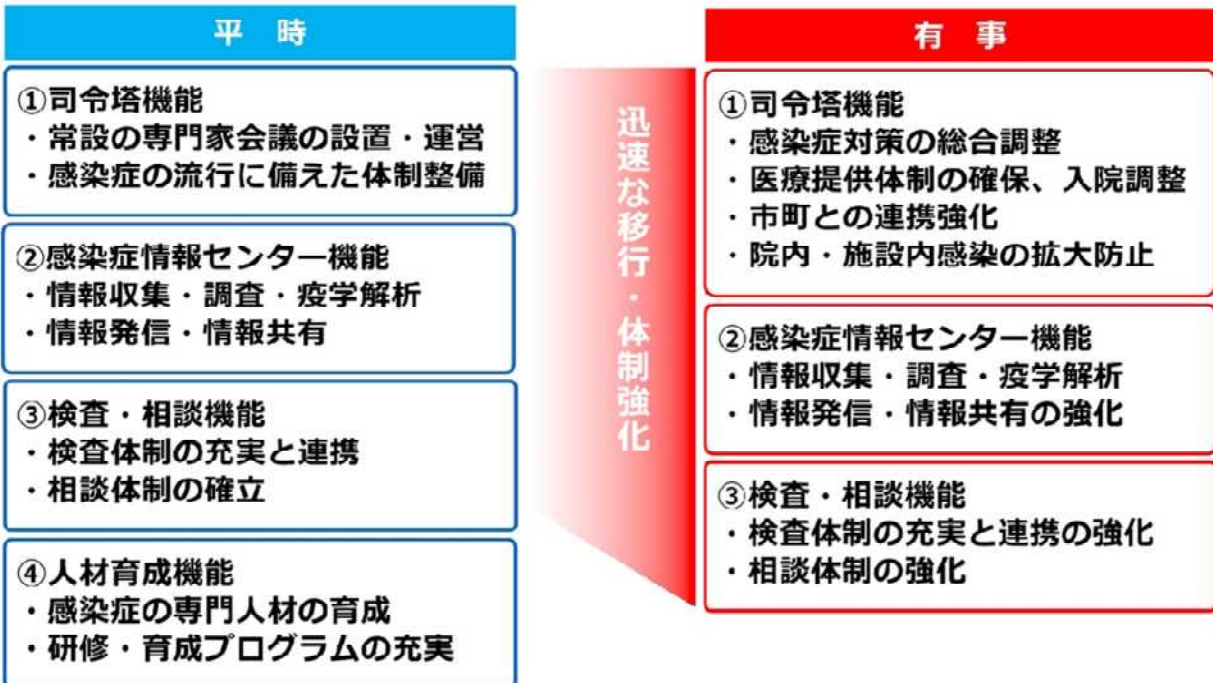 平 時
①司令塔機能
・常設の専門家会議の設置・運営
・感染症の流行に備えた体制整備
②感染症情報センター機能
・情報収集・調査・疫学解析
・情報発信・情報共有
③検査・相談機能
・検査体制の充実と連携
・相談体制の確立
④人材育成機能
・感染症の専門人材の育成
・研修・育成プログラムの充実
迅速な移行・体制強化
有 事
①司令塔機能
・感染症対策の総合調整
・医療提供体制の確保、入院調整
・市町との連携強化
・院内・施設内感染の拡大防止
②感染症情報センター機能
・情報収集・調査・疫学解析
・情報発信・情報共有の強化
③検査・相談機能
・検査体制の充実と連携の強化
・相談体制の強化